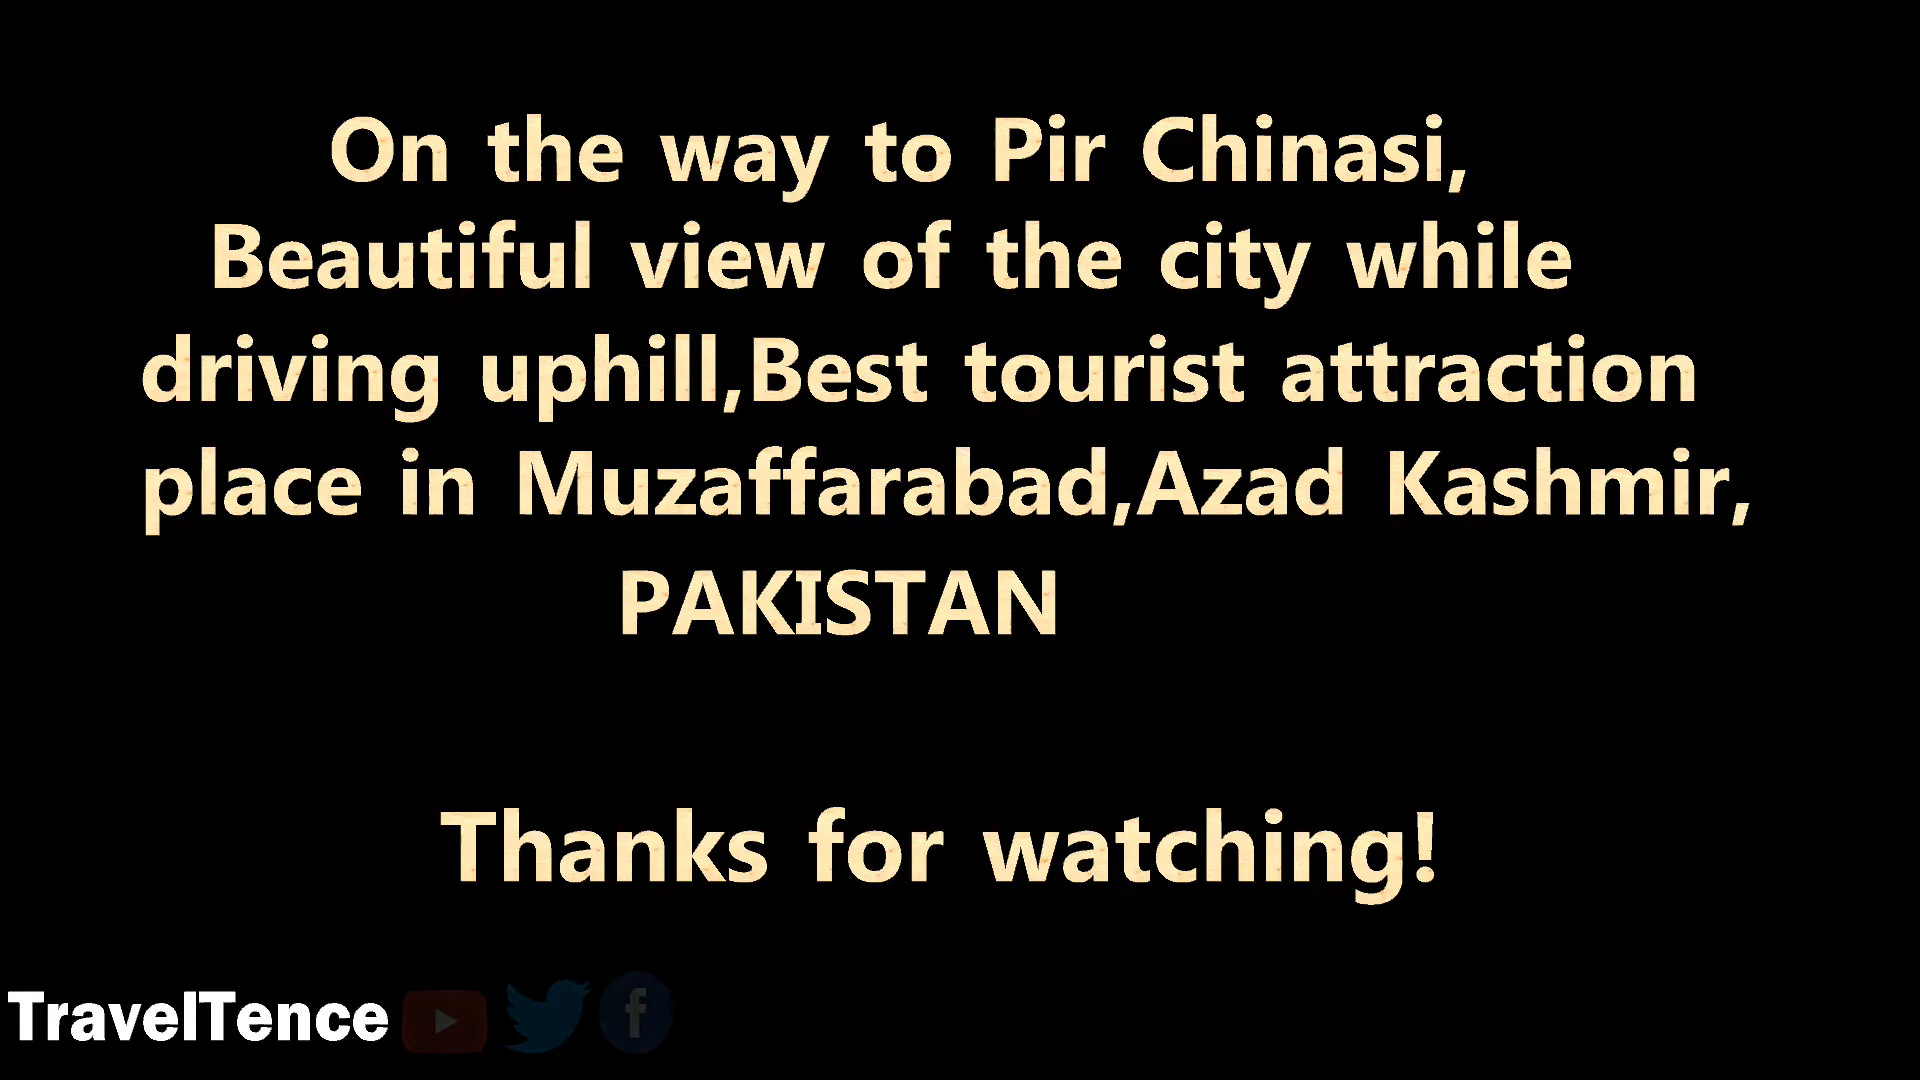 On the way to Pir Chinasi,
Beautiful view of the city while
driving uphill,Best tourist attraction
place in Muzaffarabad,Azad Kashmir,
PAKISTAN
Thanks for watching!
TravelTence f